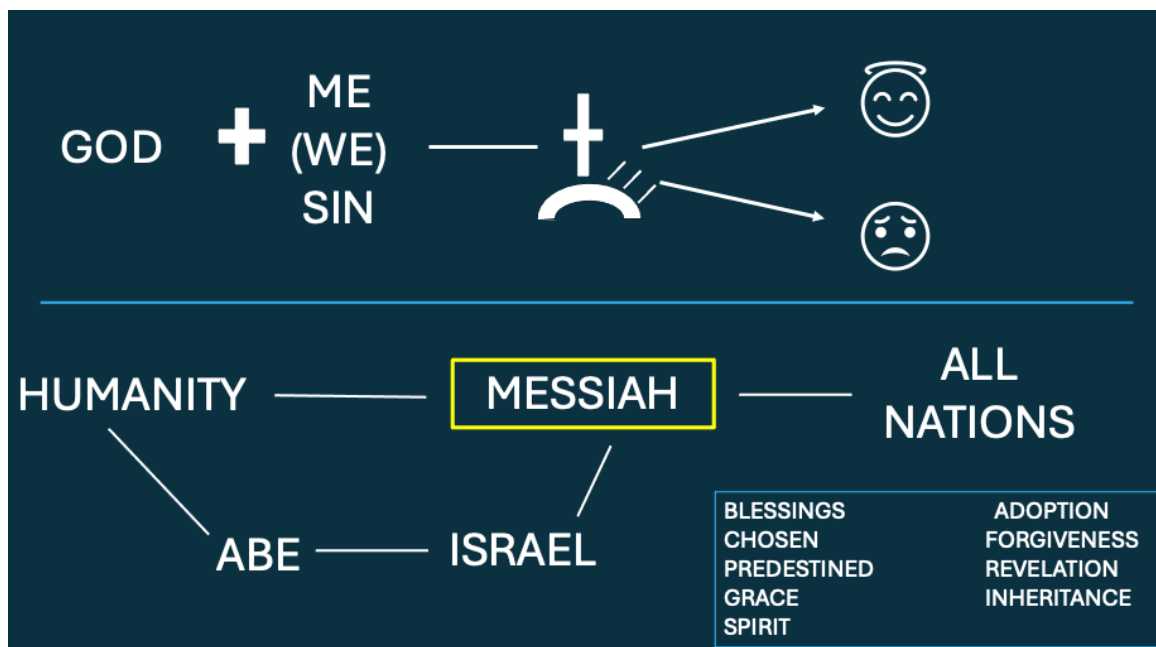 GOD
ME
(WE)
SIN
HUMANITY
MESSIAH
ALL
NATIONS
ABE
ISRAEL
BLESSINGS ADOPTION
CHOSEN FORGIVENESS
PREDESTINED REVELATION
GRACE INHERITANCE
SPIRIT